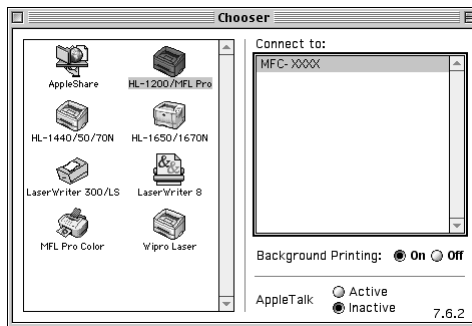 Chooser
AppleShare
HL-1200/MFL Pro
HL-1440/50/70N
HL-1650/1670N
LaserWriter 300/LS
LaserWriter 8
MFL Pro Color
Wipro Laser
Connect to:
MFC- XXXX
Background Printing: On Off
AppleTalk
Active
Inactive
7.6.2